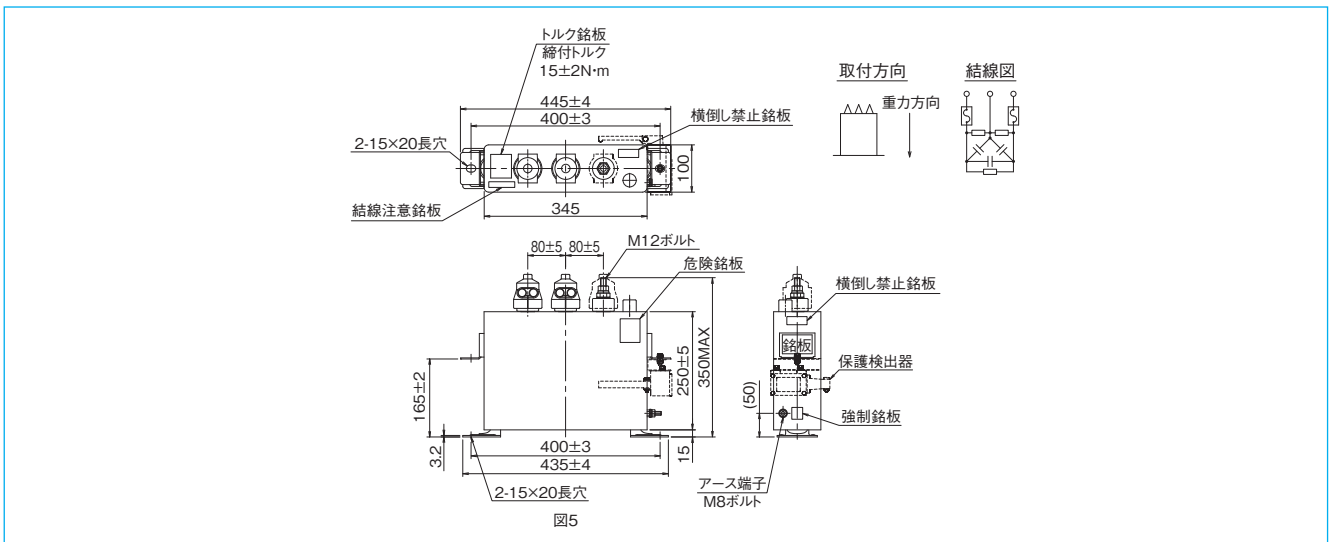 トルク銘板
締付トルク
15±2N・m
445±4
400±3
横倒し禁止銘板
2-15×20長穴
100
結線注意銘板
345
取付方向
重力方向
結線図
80±5
80±5
M12ボルト
危険銘板
165±2
3.2
250±5
350MAX
15
400±3
435±4
2-15×20長穴
横倒し禁止銘板
銘板
保護検出器
(50)
強制銘板
アース端子
M8ボルト
図5